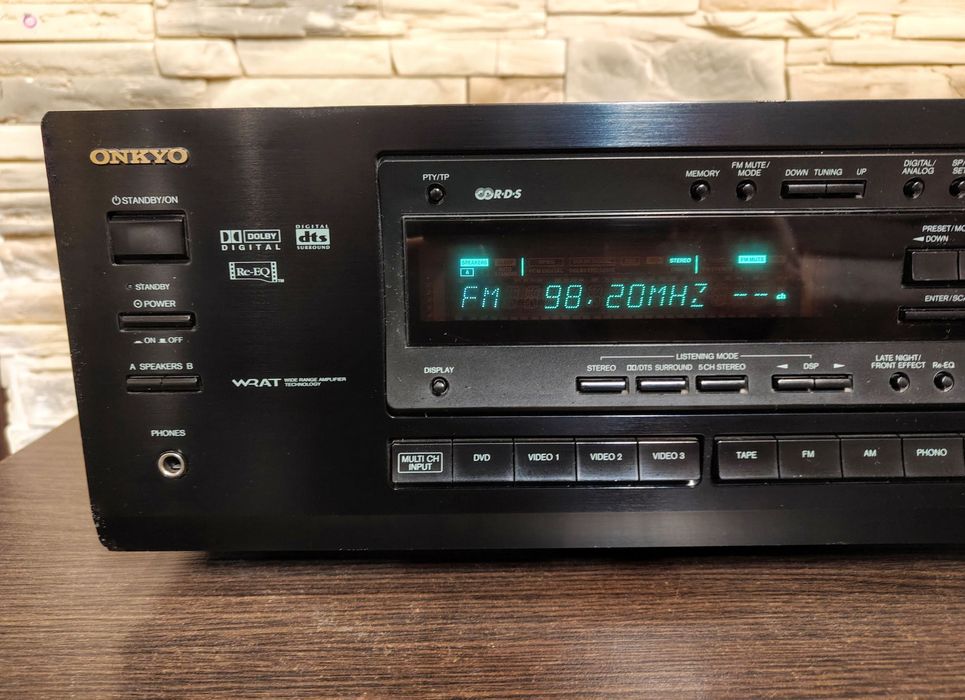 ONKYO
STANDBY/ON
DOLBY
DIGITAL
DIGITAL
dts
SURROUND
Re-EQ
TM
STANDBY
POWER
ON OFF
A SPEAKERS B
WRAT WIDE RANGE AMPLIFIER
TECHNOLOGY
PHONES
PTY/TP
R·D·S
MEMORY
FM MUTE/
MODE
DOWN TUNING UP
DIGITAL/
ANALOG
DOWN
SPEAKERS
A
STEREO
FM MUTE
FM 98.20MHZ --ch
DISPLAY
LISTENING MODE
STEREO
/DTS SURROUND
5CH STEREO
DSP
LATE NIGHT/
FRONT EFFECT
Re-EQ
MULTI CH
INPUT
DVD
VIDEO 1
VIDEO 2
VIDEO 3
TAPE
FM
AM
PHONO